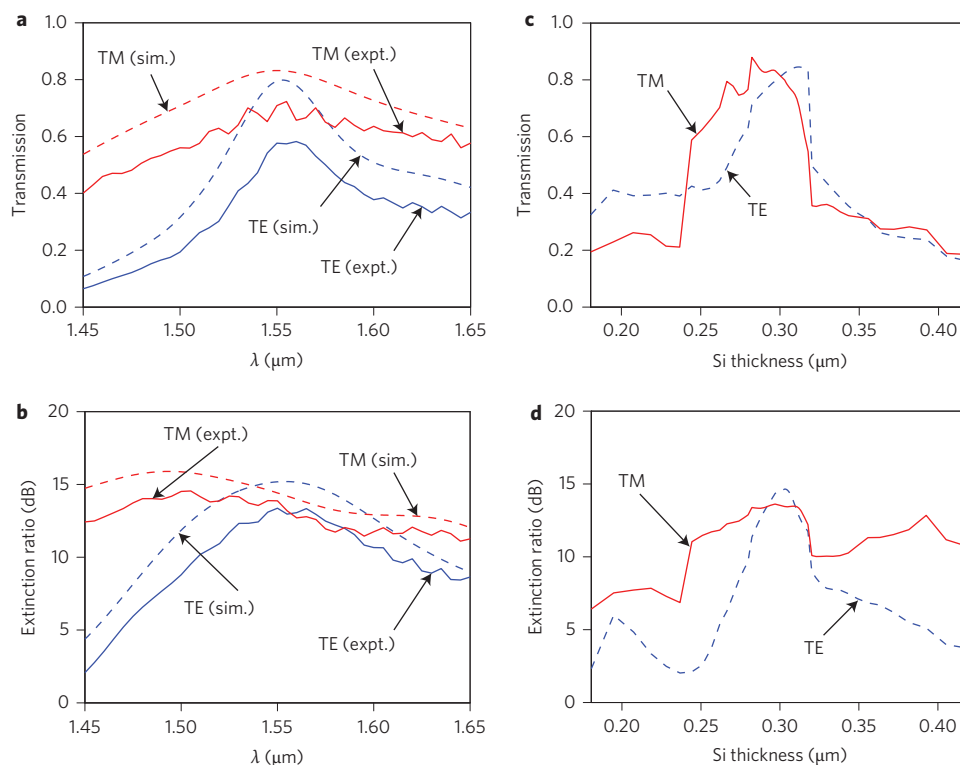 a
1.0
0.8
0.6
0.4
0.2
0.0
Transmission
TM (sim.)
TM (expt.)
TE (sim.)
TE (expt.)
1.45
1.50
1.55
1.60
1.65
λ (μm)
c
1.0
0.8
0.6
0.4
0.2
0.0
Transmission
TM
TE
0.20
0.25
0.30
0.35
0.40
Si thickness (μm)
b
20
15
10
5
0
Extinction ratio (dB)
TM (expt.)
TM (sim.)
TE (sim.)
TE (expt.)
1.45
1.50
1.55
1.60
1.65
λ (μm)
d
20
15
10
5
0
Extinction ratio (dB)
TM
TE
0.20
0.25
0.30
0.35
0.40
Si thickness (μm)